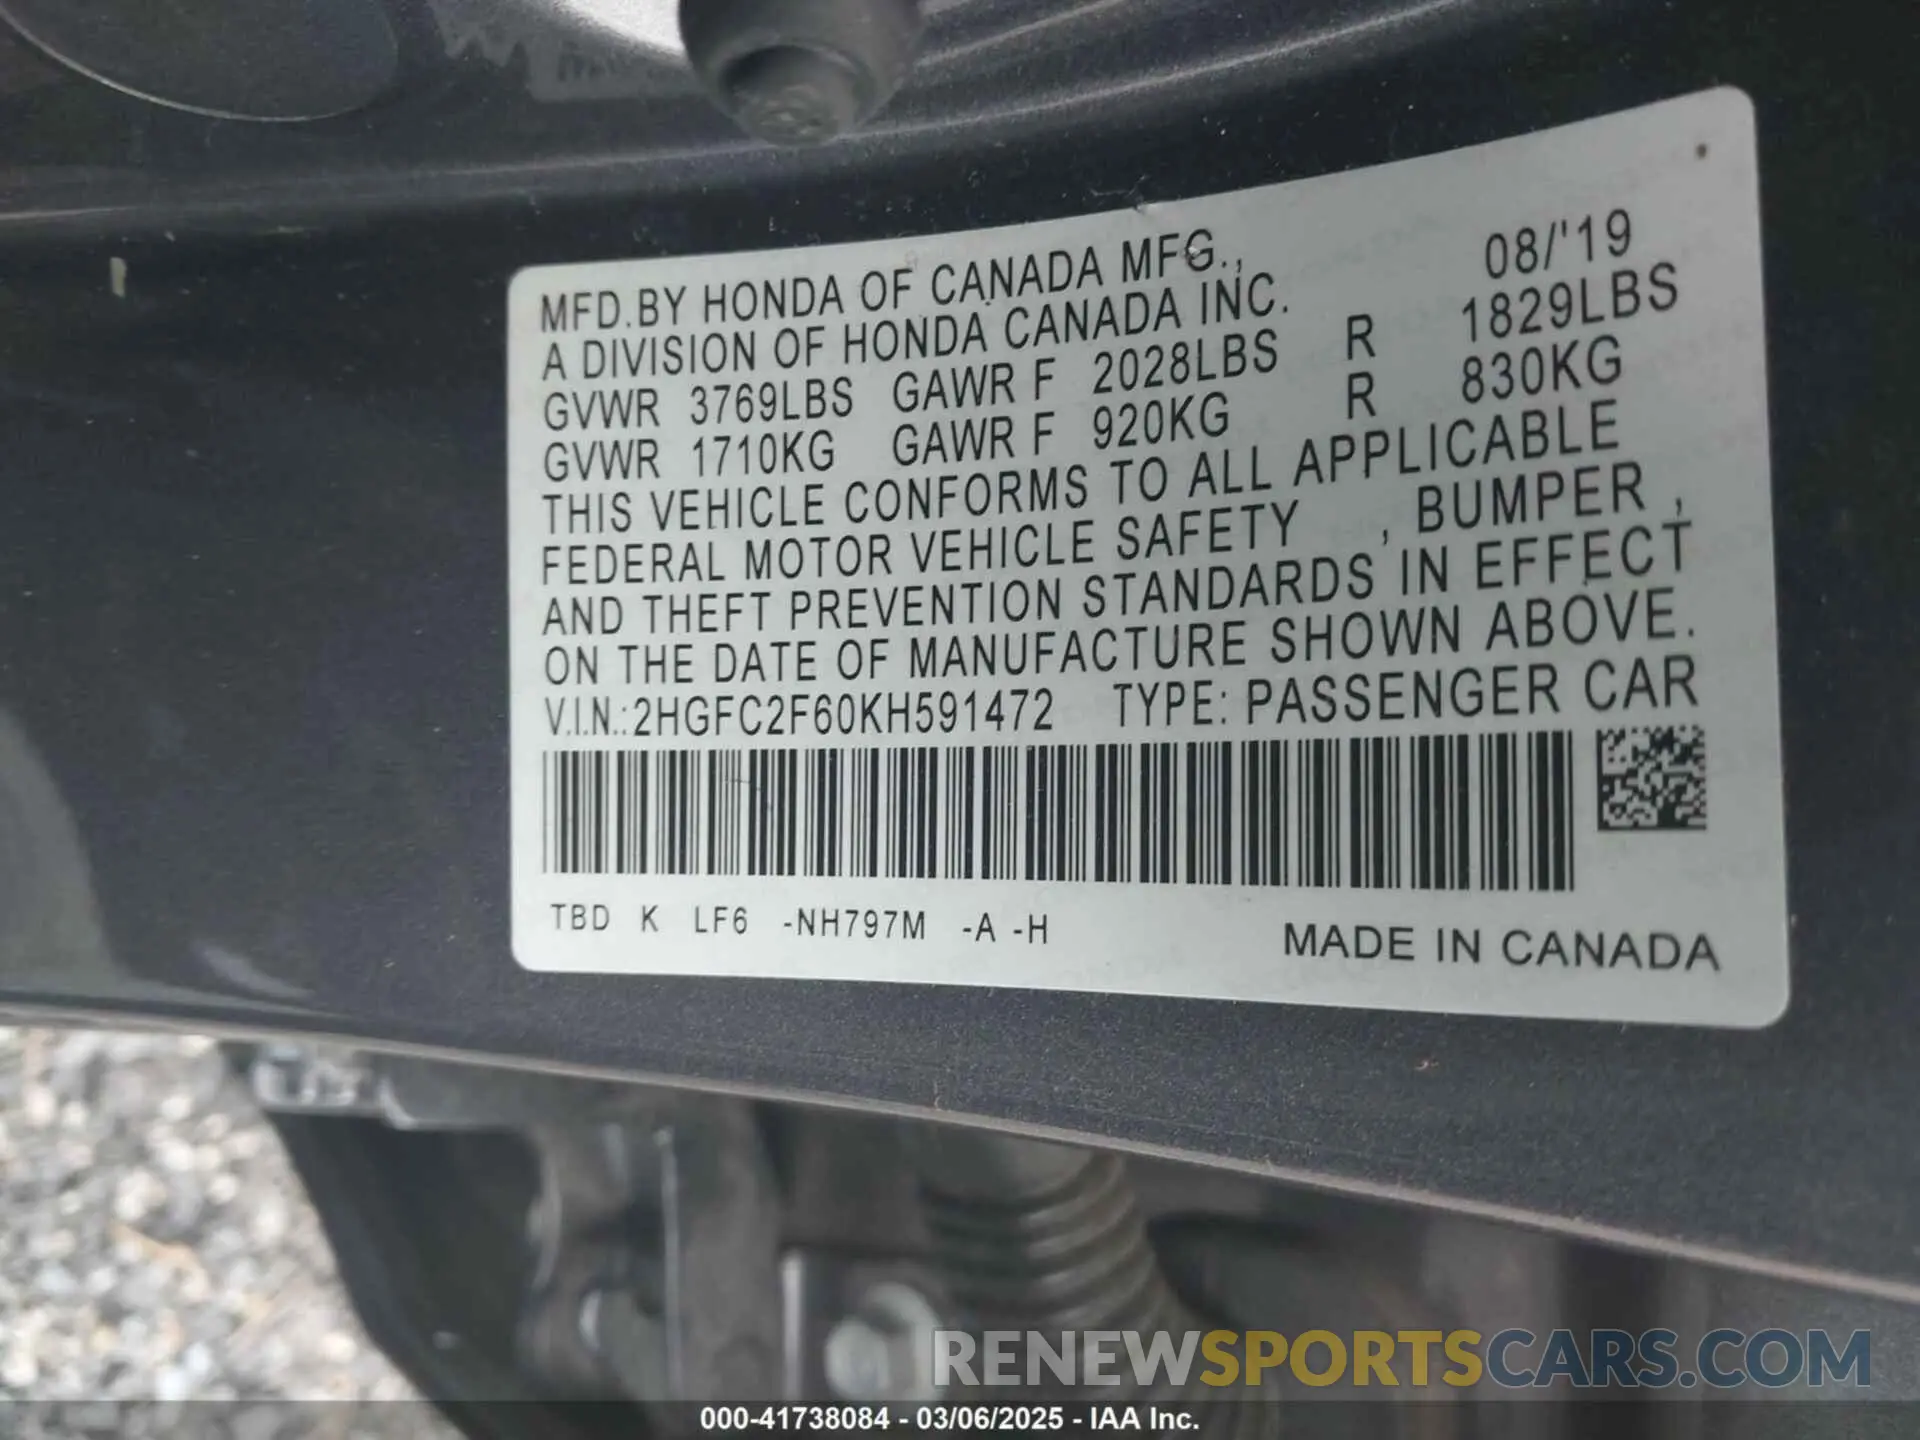 MFD.BY HONDA OF CANADA MFG., 08/'19
A DIVISION OF HONDA CANADA INC.
GVWR 3769LBS GAWR F 2028LBS R 1829LBS
GVWR 1710KG GAWR F 920KG R 830KG
THIS VEHICLE CONFORMS TO ALL APPLICABLE
FEDERAL MOTOR VEHICLE SAFETY , BUMPER ,
AND THEFT PREVENTION STANDARDS IN EFFECT
ON THE DATE OF MANUFACTURE SHOWN ABOVE.
V.I.N.:2HGFC2F60KH591472 TYPE: PASSENGER CAR
TBD K LF6 -NH797M -A -H
MADE IN CANADA
RENEWSPORTSCARS.COM
000-41738084 - 03/06/2025 - IAA Inc.